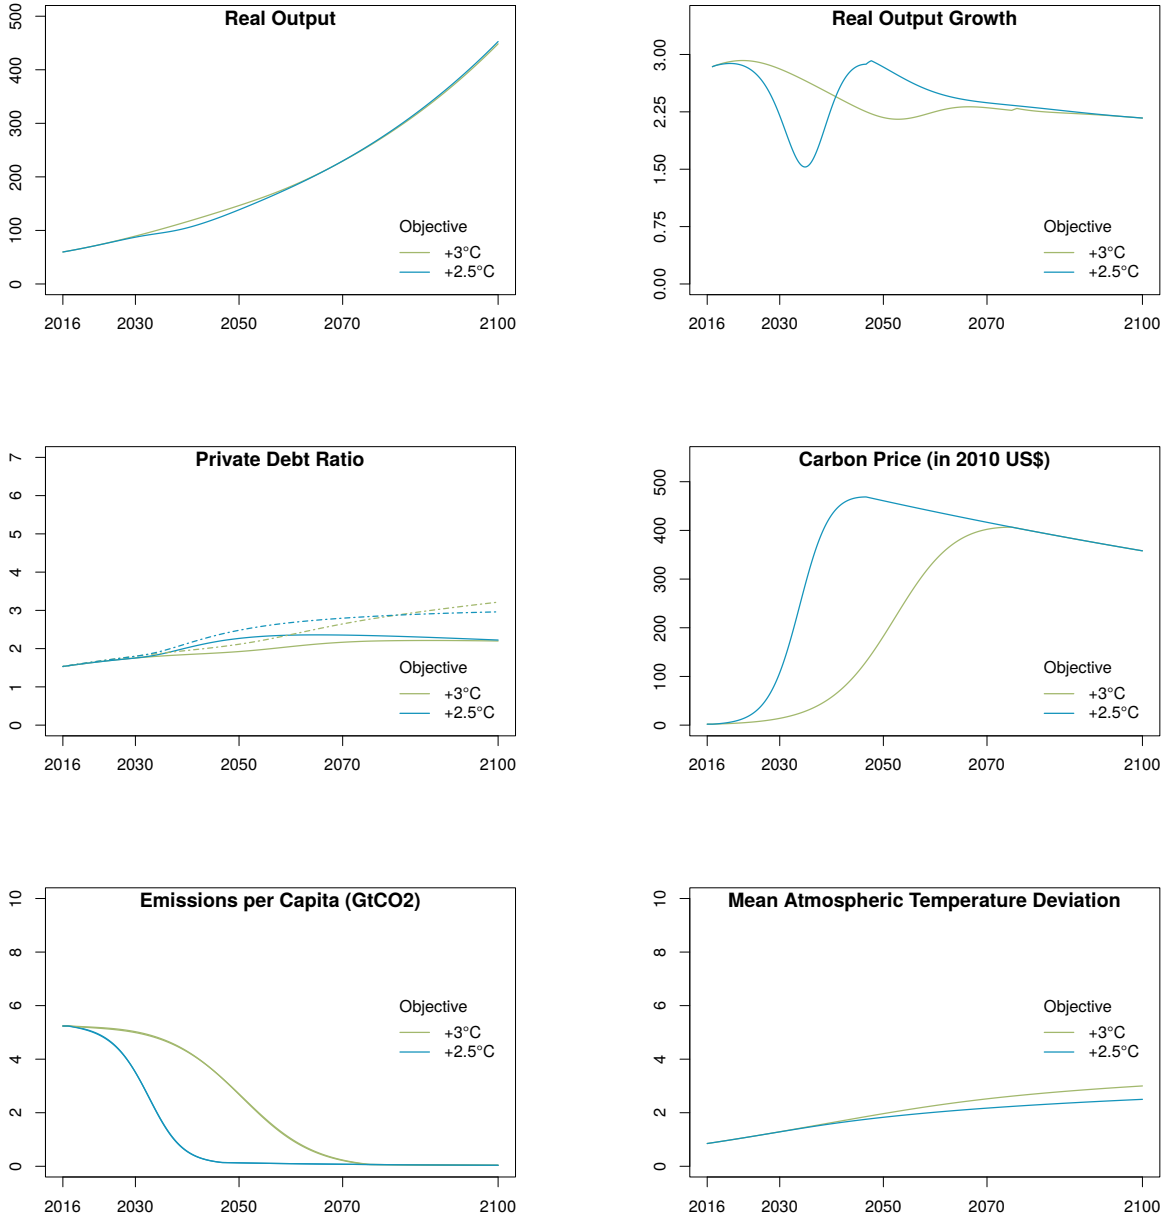 Real Output
500
400
300
200
100
0
Objective
+3°C
+2.5°C
2016 2030 2050 2070 2100
Real Output Growth
3.00
2.25
1.50
0.75
0.00
Objective
+3°C
+2.5°C
2016 2030 2050 2070 2100
Private Debt Ratio
7
6
5
4
3
2
1
0
Objective
+3°C
+2.5°C
2016 2030 2050 2070 2100
Carbon Price (in 2010 US$)
500
400
300
200
100
0
Objective
+3°C
+2.5°C
2016 2030 2050 2070 2100
Emissions per Capita (GtCO2)
10
8
6
4
2
0
Objective
+3°C
+2.5°C
2016 2030 2050 2070 2100
Mean Atmospheric Temperature Deviation
10
8
6
4
2
0
Objective
+3°C
+2.5°C
2016 2030 2050 2070 2100